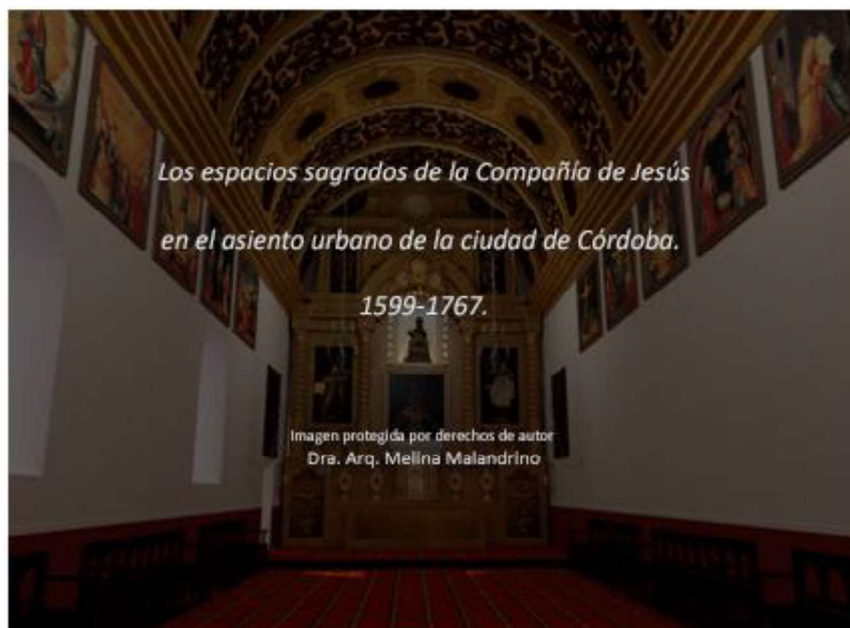 Los espacios sagrados de la Compañía de Jesús
en el asiento urbano de la ciudad de Córdoba.
1599-1767.
Imagen protegida por derechos de autor
Dra. Arq. Melina Malandrino